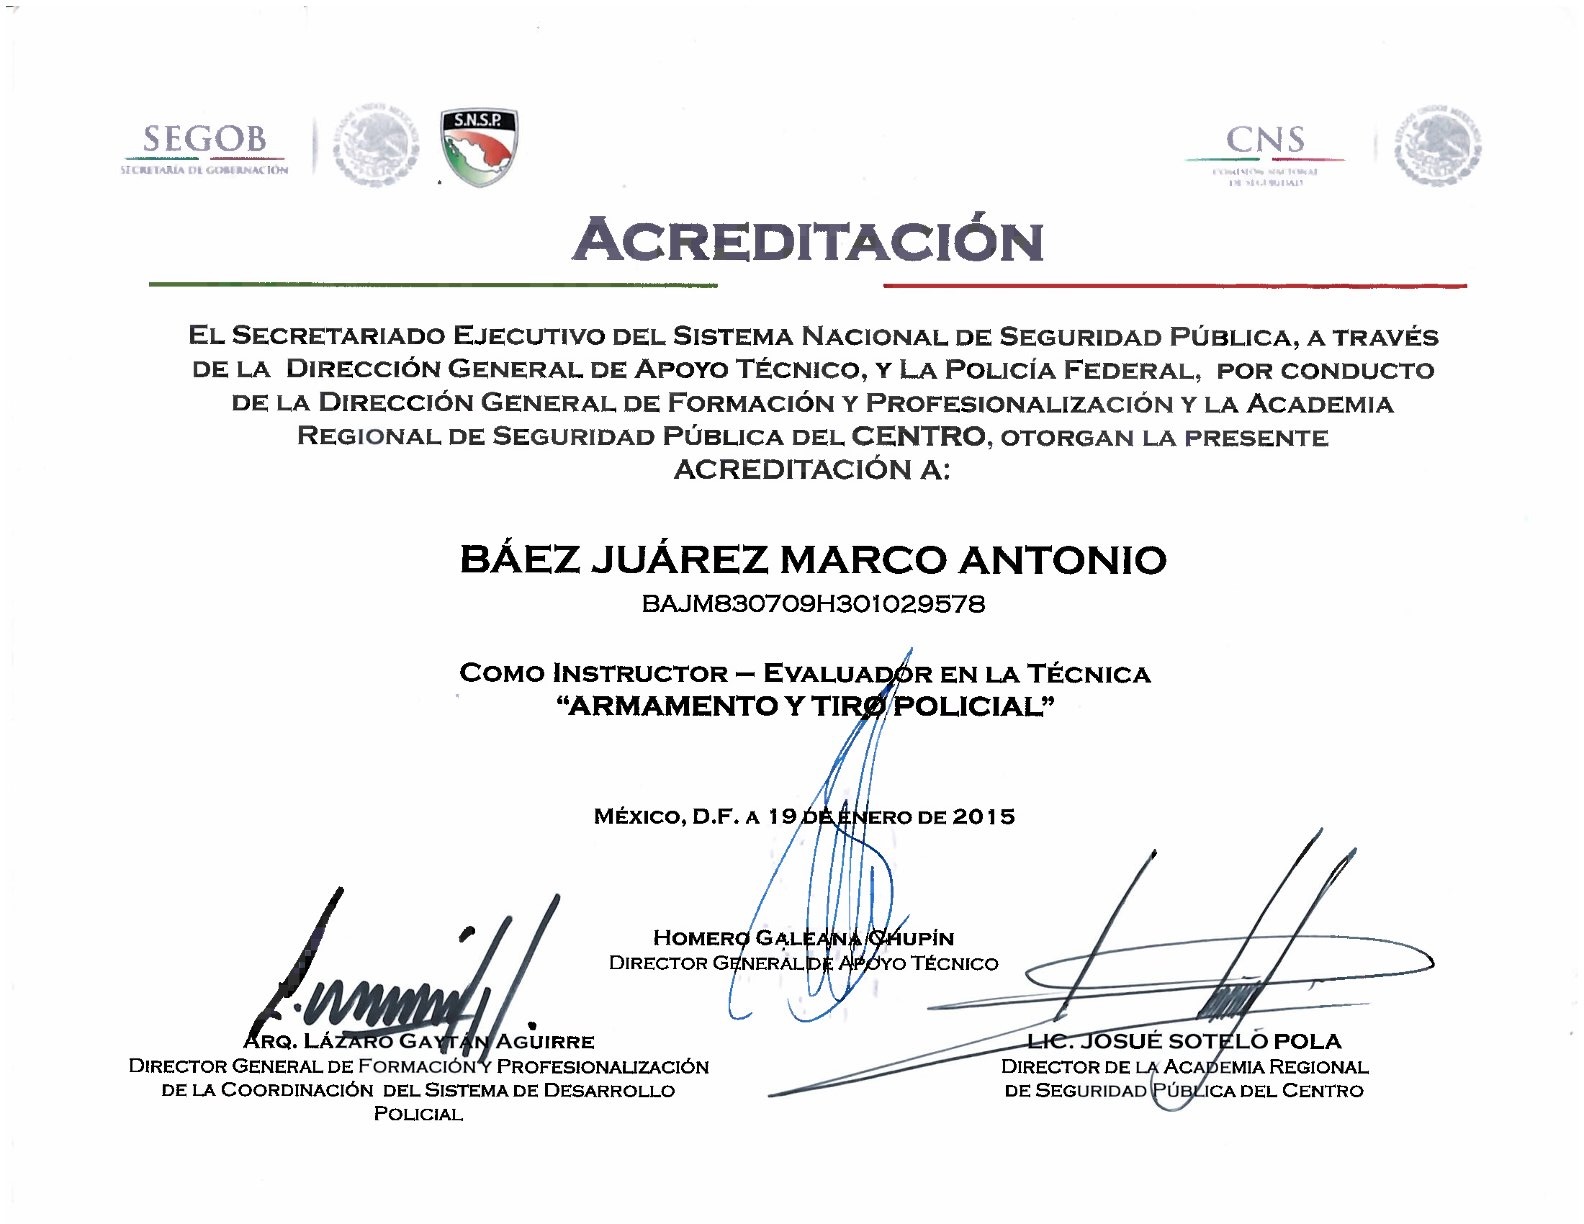 SEGOB
SECRETARÍA DE GOBERNACIÓN
S.N.S.P.
CNS
COMISIÓN NACIONAL
DE SEGURIDAD
ACREDITACIÓN
EL SECRETARIADO EJECUTIVO DEL SISTEMA NACIONAL DE SEGURIDAD PÚBLICA, A TRAVÉS
DE LA DIRECCIÓN GENERAL DE APOYO TÉCNICO, Y LA POLICÍA FEDERAL, POR CONDUCTO
DE LA DIRECCIÓN GENERAL DE FORMACIÓN Y PROFESIONALIZACIÓN Y LA ACADEMIA
REGIONAL DE SEGURIDAD PÚBLICA DEL CENTRO, OTORGAN LA PRESENTE
ACREDITACIÓN A:
BÁEZ JUÁREZ MARCO ANTONIO
BAJM830709H301029578
COMO INSTRUCTOR – EVALUADOR EN LA TÉCNICA
“ARMAMENTO Y TIRO POLICIAL”
MÉXICO, D.F. A 19 DE ENERO DE 2015
HOMERO GALEANA CHUPÍN
DIRECTOR GENERAL DE APOYO TÉCNICO
ARQ. LÁZARO GAYTÁN AGUIRRE
DIRECTOR GENERAL DE FORMACIÓN Y PROFESIONALIZACIÓN
DE LA COORDINACIÓN DEL SISTEMA DE DESARROLLO
POLICIAL
LIC. JOSUÉ SOTELO POLA
DIRECTOR DE LA ACADEMIA REGIONAL
DE SEGURIDAD PÚBLICA DEL CENTRO